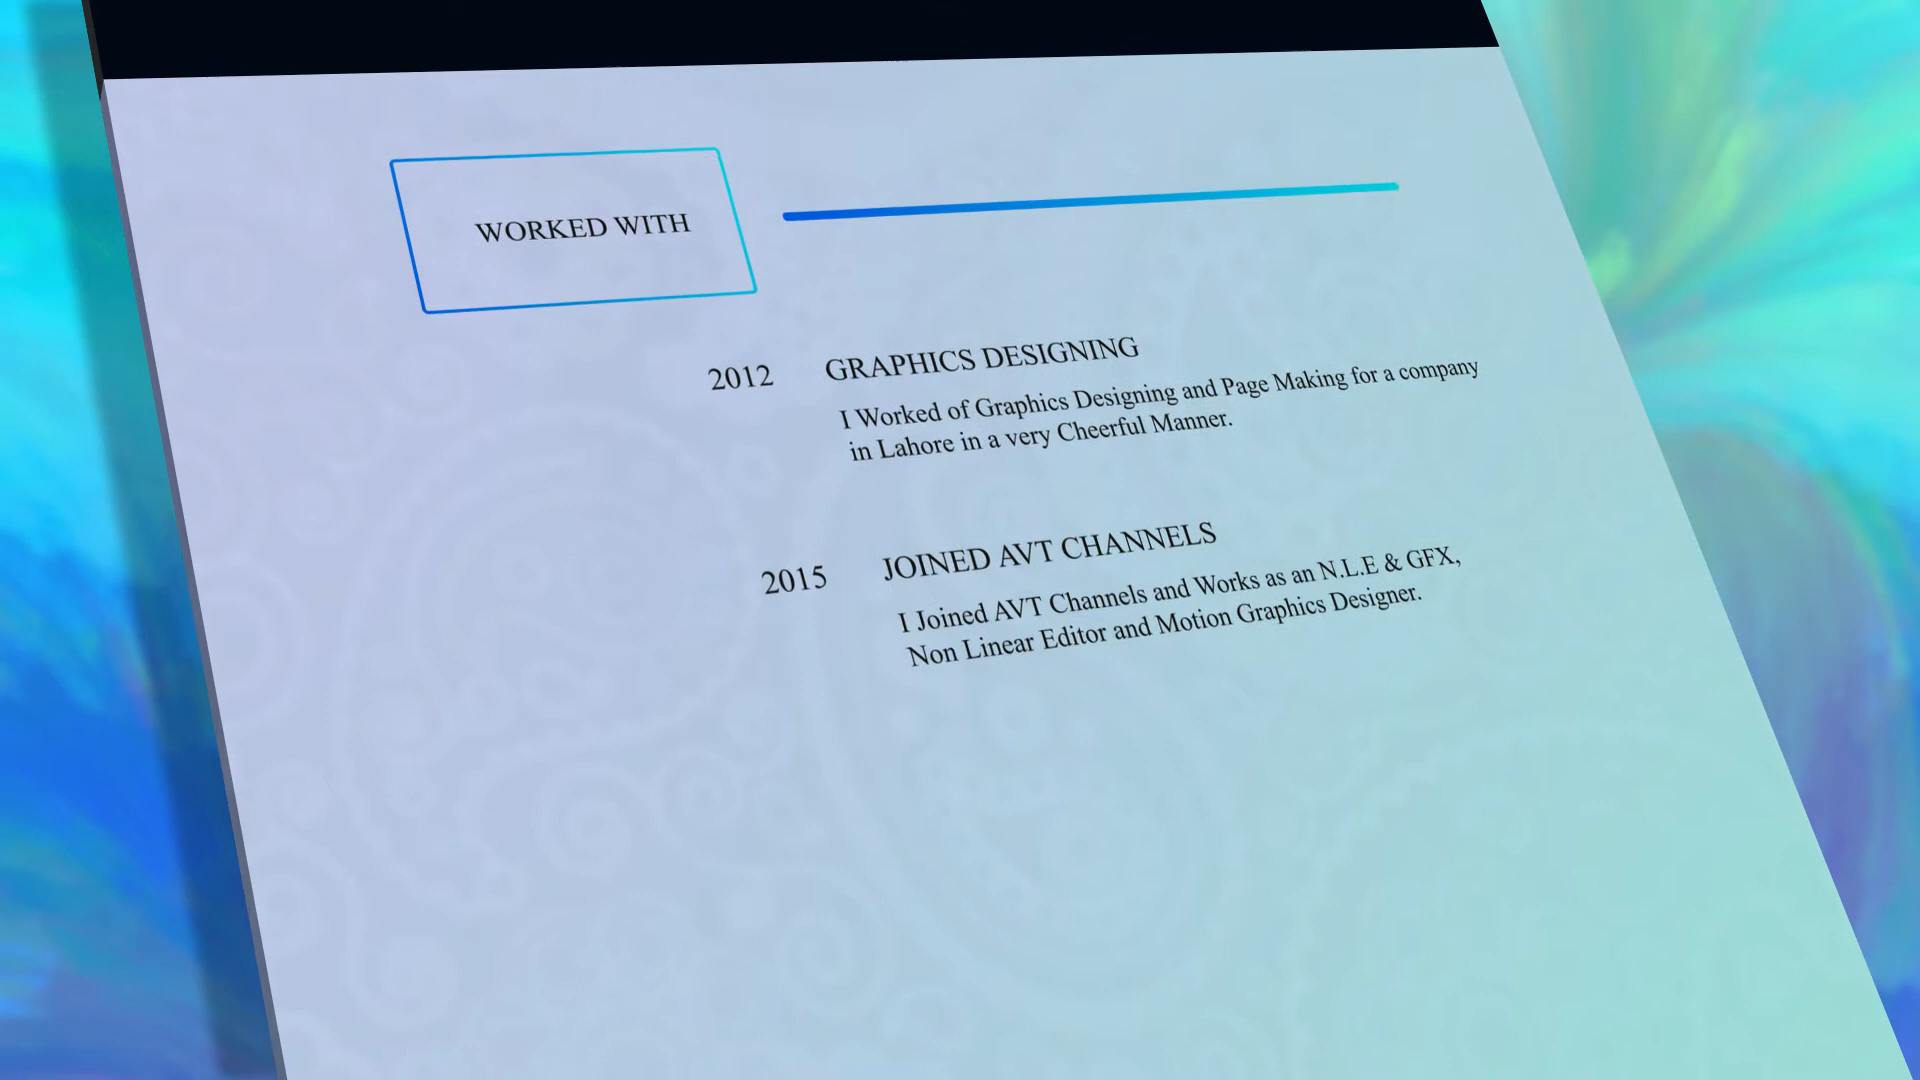 WORKED WITH
2012 GRAPHICS DESIGNING
I Worked of Graphics Designing and Page Making for a company
in Lahore in a very Cheerful Manner.
2015 JOINED AVT CHANNELS
I Joined AVT Channels and Works as an N.L.E & GFX,
Non Linear Editor and Motion Graphics Designer.